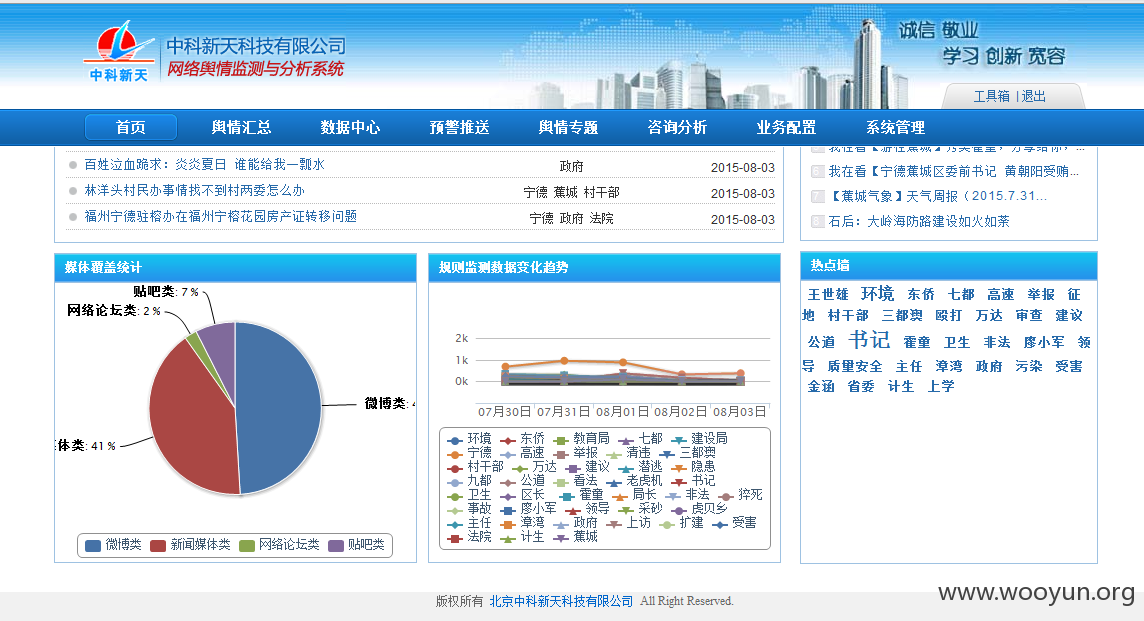 中科新天
中科新天科技有限公司
网络舆情监测与分析系统
诚信 敬业
学习 创新 宽容
工具箱 | 退出
首页 舆情汇总 数据中心 预警推送 舆情专题 咨询分析 业务配置 系统管理
百姓泣血跪求：炎炎夏日 谁能给我一瓢水 政府 2015-08-03
林洋头村民办事情找不到村两委怎么办 宁德 蕉城 村干部 2015-08-03
福州宁德驻榕办在福州宁榕花园房产证转移问题 宁德 政府 法院 2015-08-03
6 我在看【宁德蕉城区委前书记 黄朝阳受贿...
7 【蕉城气象】天气周报（2015.7.31...
8 石后：大岭海防路建设如火如荼
媒体覆盖统计
贴吧类: 7 %
网络论坛类: 2 %
微博类: 4
体类: 41 %
微博类 新闻媒体类 网络论坛类 贴吧类
规则监测数据变化趋势
2k
1k
0k
07月30日 07月31日 08月01日 08月02日 08月03日
环境 东侨 教育局 七都 建设局
宁德 高速 举报 清违 三都澳
村干部 万达 建议 潜逃 隐患
九都 公道 看法 老虎机 书记
卫生 区长 霍童 局长 非法 猝死
事故 廖小军 领导 采砂 虎贝乡
主任 漳湾 政府 上访 扩建 受害
法院 计生 蕉城
热点墙
王世雄 环境 东侨 七都 高速 举报 征
地 村干部 三都澳 殴打 万达 审查 建议
公道 书记 霍童 卫生 非法 廖小军 领
导 质量安全 主任 漳湾 政府 污染 受害
金涵 省委 计生 上学
版权所有 北京中科新天科技有限公司 All Right Reserved.
www.wooyun.org